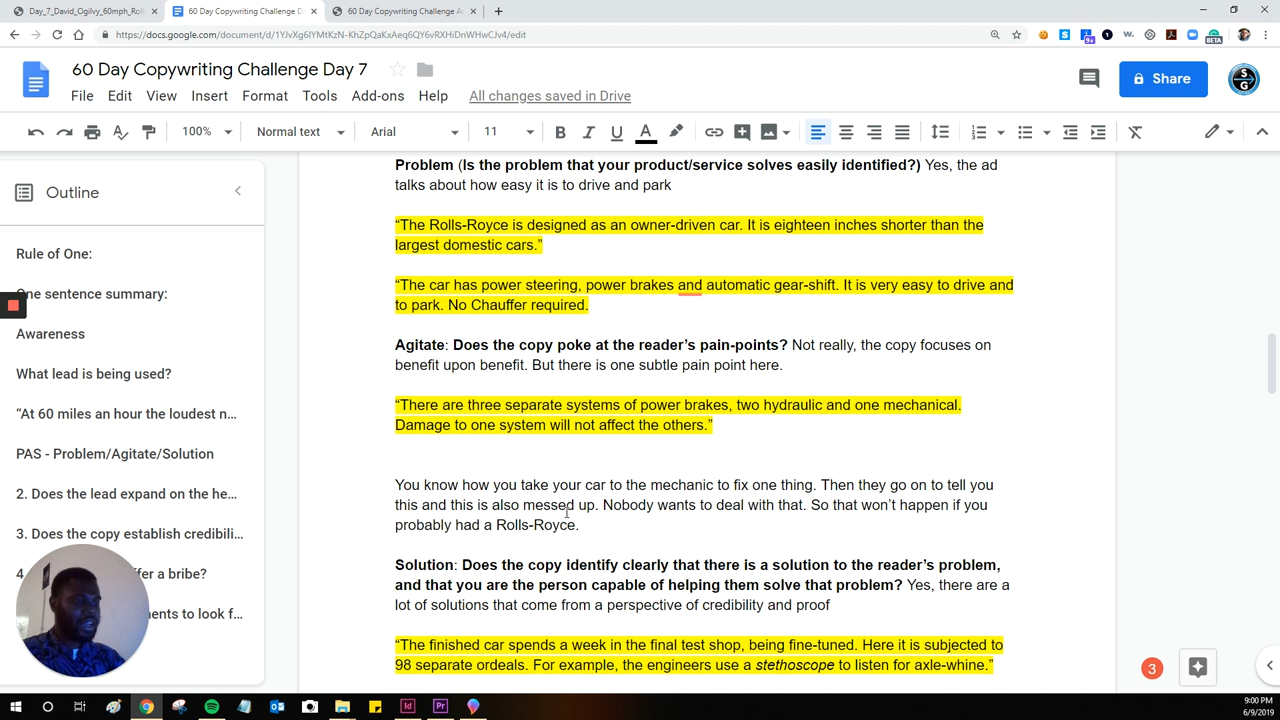 Day_7_David_Ogilvy_60mph_Roll
60 Day Copywriting Challenge D
60 Day Copywriting Challenge A
https://docs.google.com/document/d/1YJvXg6IYMtKzN-KhZpQaKxAeq6QY6vRXHiDnWHwCJv4/edit
9+
BETA
60 Day Copywriting Challenge Day 7
File Edit View Insert Format Tools Add-ons Help All changes saved in Drive
Share
S G
100% Normal text Arial 11 B I U A
Outline
Rule of One:
One sentence summary:
Awareness
What lead is being used?
“At 60 miles an hour the loudest n...
PAS - Problem/Agitate/Solution
2. Does the lead expand on the he...
3. Does the copy establish credibili...
4
fer a bribe?
ents to look f...
Problem (Is the problem that your product/service solves easily identified?) Yes, the ad
talks about how easy it is to drive and park
“The Rolls-Royce is designed as an owner-driven car. It is eighteen inches shorter than the
largest domestic cars.”
“The car has power steering, power brakes and automatic gear-shift. It is very easy to drive and
to park. No Chauffer required.
Agitate: Does the copy poke at the reader’s pain-points? Not really, the copy focuses on
benefit upon benefit. But there is one subtle pain point here.
“There are three separate systems of power brakes, two hydraulic and one mechanical.
Damage to one system will not affect the others.”
You know how you take your car to the mechanic to fix one thing. Then they go on to tell you
this and this is also messed up. Nobody wants to deal with that. So that won’t happen if you
probably had a Rolls-Royce.
Solution: Does the copy identify clearly that there is a solution to the reader’s problem,
and that you are the person capable of helping them solve that problem? Yes, there are a
lot of solutions that come from a perspective of credibility and proof
“The finished car spends a week in the final test shop, being fine-tuned. Here it is subjected to
98 separate ordeals. For example, the engineers use a stethoscope to listen for axle-whine.”
3
9:00 PM
6/9/2019